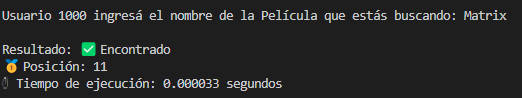 Usuario 1000 ingresá el nombre de la Película que estás buscando: Matrix
Resultado: ✅ Encontrado
🏅 Posición: 11
Tiempo de ejecución: 0.000033 segundos